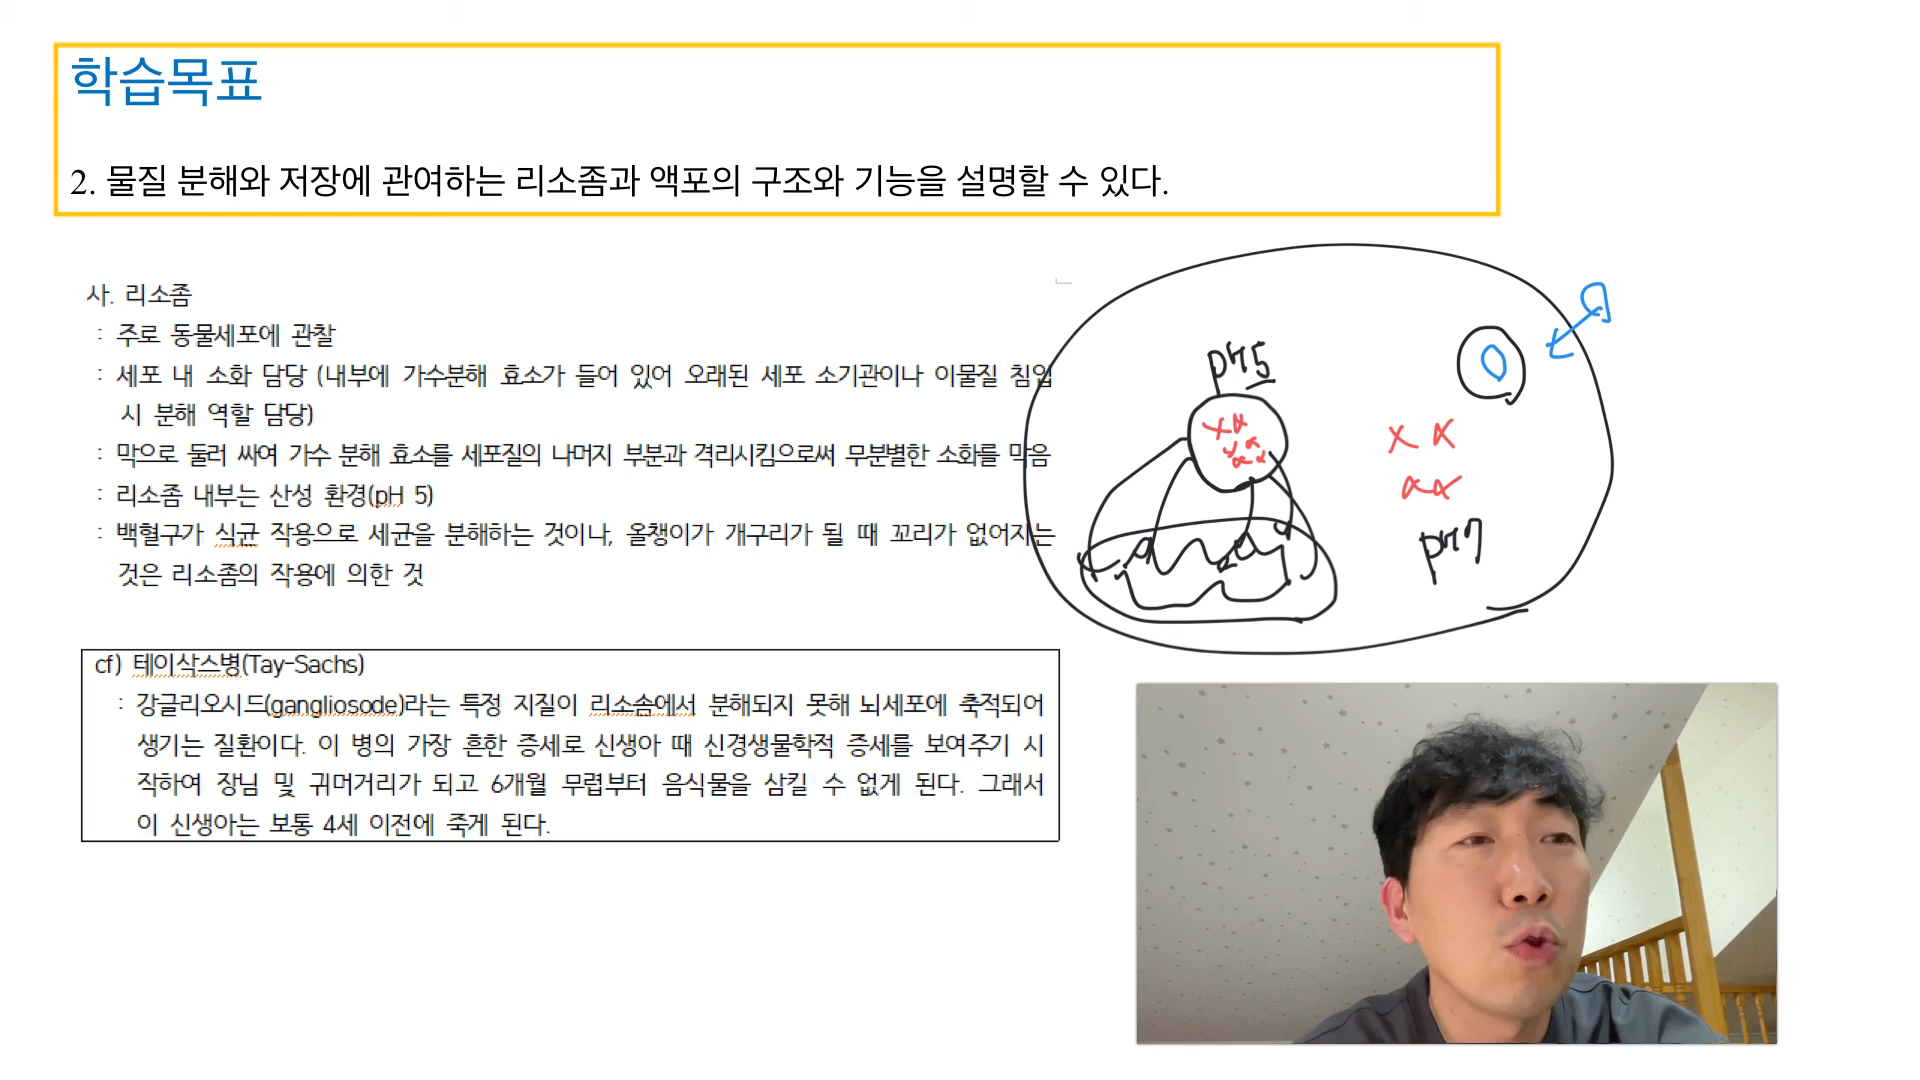 학습목표
2. 물질 분해와 저장에 관여하는 리소좀과 액포의 구조와 기능을 설명할 수 있다.
사. 리소좀
: 주로 동물세포에 관찰
: 세포 내 소화 담당 (내부에 가수분해 효소가 들어 있어 오래된 세포 소기관이나 이물질 침입
시 분해 역할 담당)
: 막으로 둘러 싸여 가수 분해 효소를 세포질의 나머지 부분과 격리시킴으로써 무분별한 소화를 막음
: 리소좀 내부는 산성 환경(pH 5)
: 백혈구가 식균 작용으로 세균을 분해하는 것이나, 올챙이가 개구리가 될 때 꼬리가 없어지는
것은 리소좀의 작용에 의한 것
cf) 테이삭스병(Tay-Sachs)
: 강글리오시드(gangliosode)라는 특정 지질이 리소솜에서 분해되지 못해 뇌세포에 축적되어
생기는 질환이다. 이 병의 가장 흔한 증세로 신생아 때 신경생물학적 증세를 보여주기 시
작하여 장님 및 귀머거리가 되고 6개월 무렵부터 음식물을 삼킬 수 없게 된다. 그래서
이 신생아는 보통 4세 이전에 죽게 된다.
pH 5
pH 7